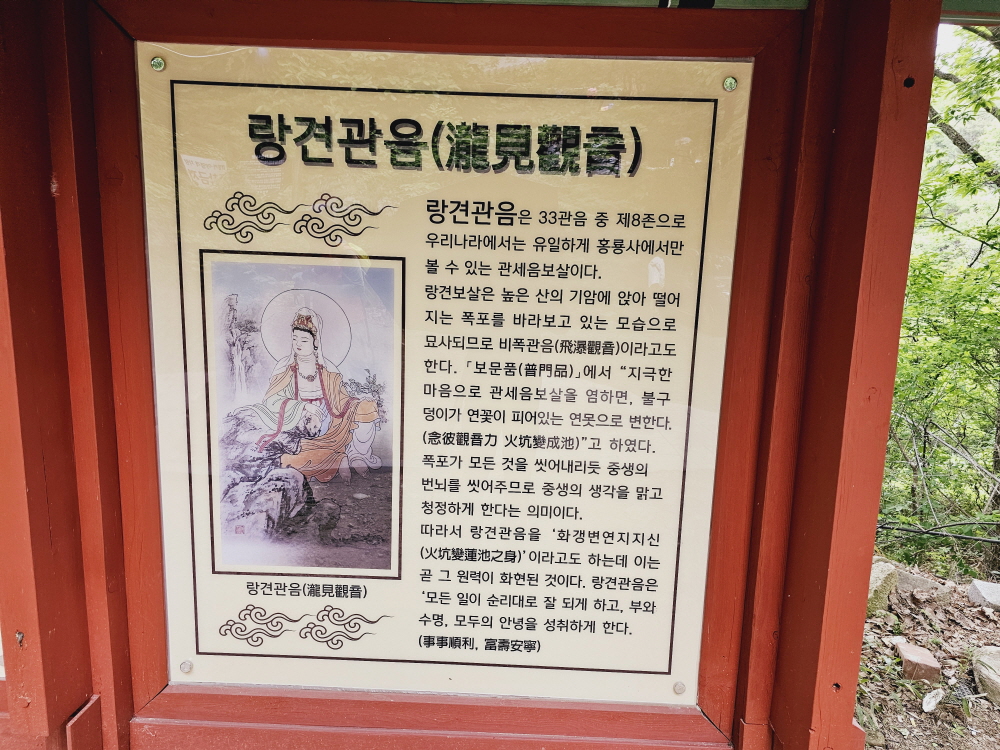 랑견관음(瀧見觀音)
랑견관음은 33관음 중 제8존으로
우리나라에서는 유일하게 홍룡사에서만
볼 수 있는 관세음보살이다.
랑견보살은 높은 산의 기암에 앉아 떨어
지는 폭포를 바라보고 있는 모습으로
묘사되므로 비폭관음(飛瀑觀音)이라고도
한다. 「보문품(普門品)」에서 “지극한
마음으로 관세음보살을 염하면, 불구
덩이가 연꽃이 피어있는 연못으로 변한다.
(念彼觀音力 火坑變成池)”고 하였다.
폭포가 모든 것을 씻어내리듯 중생의
번뇌를 씻어주므로 중생의 생각을 맑고
청정하게 한다는 의미이다.
따라서 랑견관음을 ‘화갱변연지지신
(火坑變蓮池之身)’이라고도 하는데 이는
곧 그 원력이 화현된 것이다. 랑견관음은
‘모든 일이 순리대로 잘 되게 하고, 부와
수명, 모두의 안녕을 성취하게 한다.
(事事順利, 富壽安寧)
랑견관음(瀧見觀音)